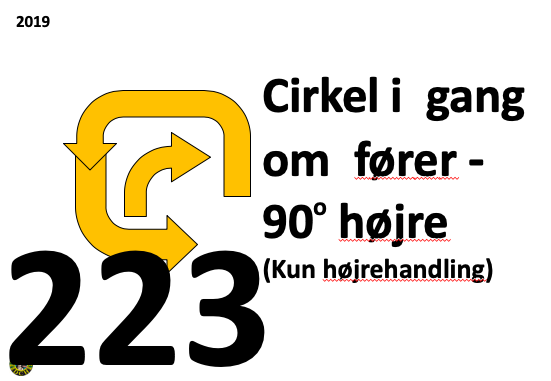 2019
Cirkel i gang
om fører -
90° højre
(Kun højrehandling)
223